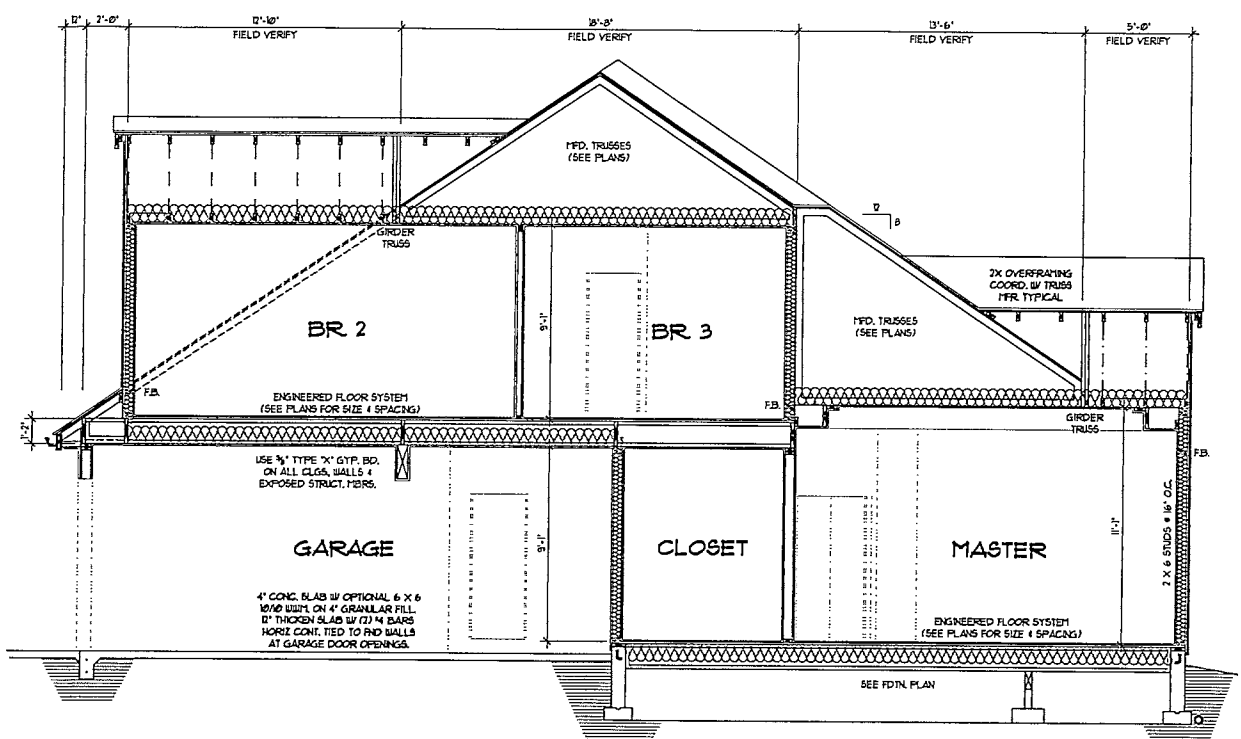 12" 2'-0" 12'-10" 18'-8" 13'-6" 5'-0"
FIELD VERIFY FIELD VERIFY FIELD VERIFY FIELD VERIFY
MFD. TRUSSES
(SEE PLANS)
12
8
GIRDER
TRUSS
2X OVERFRAMING
COORD. W/ TRUSS
MFR. TYPICAL
BR 2
9'-1"
BR 3
MFD. TRUSSES
(SEE PLANS)
F.B.
ENGINEERED FLOOR SYSTEM
(SEE PLANS FOR SIZE & SPACING)
F.B.
GIRDER
TRUSS
1'-2"
F.B.
USE 5/8" TYPE "X" GYP. BD.
ON ALL CLGS, WALLS &
EXPOSED STRUCT. MBRS.
GARAGE
9'-1"
CLOSET
MASTER
11'-1"
2 X 6 STUDS @ 16" O.C.
4" CONC. SLAB W/ OPTIONAL 6 X 6
10/10 WWM. ON 4" GRANULAR FILL.
12" THICKEN SLAB W/ (2) #4 BARS
HORIZ CONT. TIED TO FND WALLS
AT GARAGE DOOR OPENINGS.
ENGINEERED FLOOR SYSTEM
(SEE PLANS FOR SIZE & SPACING)
SEE FDTN. PLAN